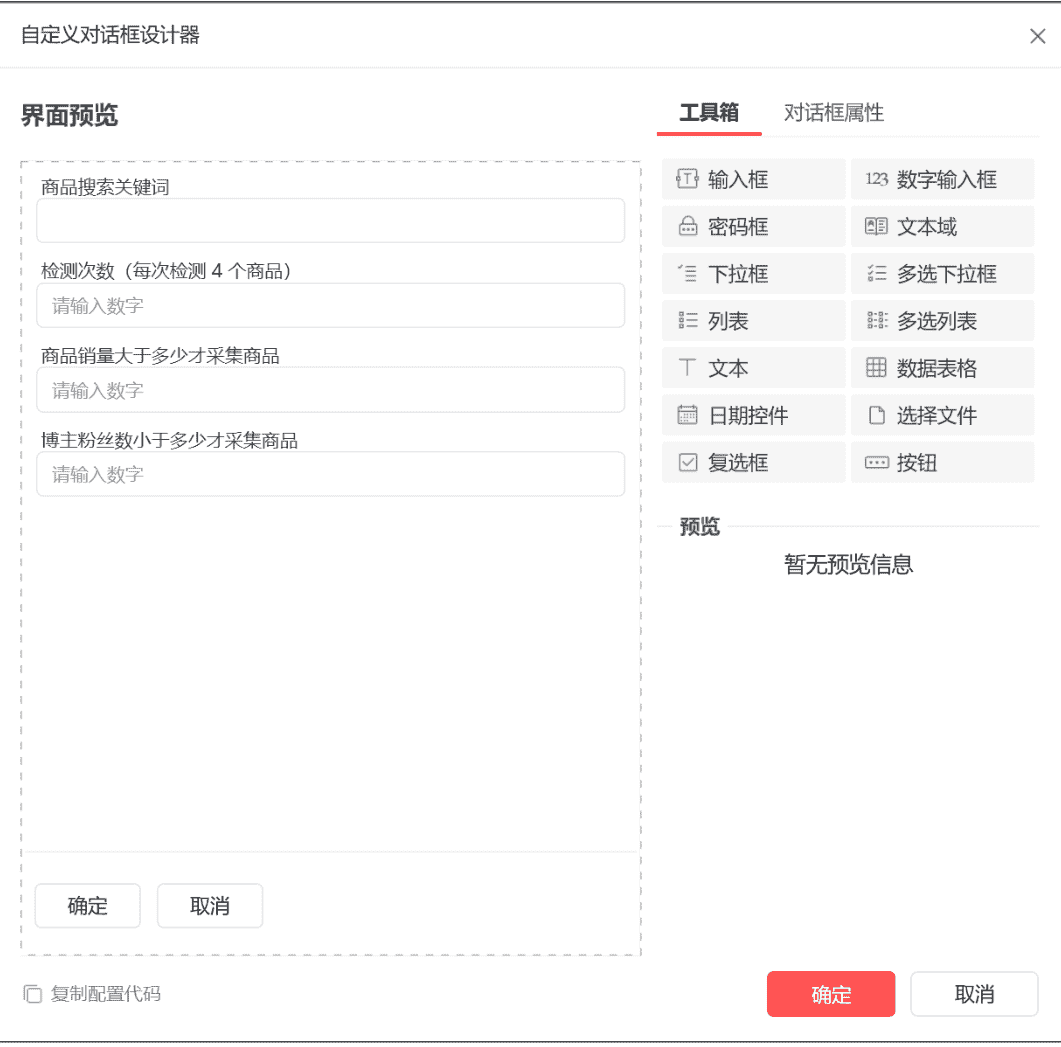 自定义对话框设计器
界面预览
商品搜索关键词
检测次数（每次检测 4 个商品）
请输入数字
商品销量大于多少才采集商品
请输入数字
博主粉丝数小于多少才采集商品
请输入数字
确定 取消
复制配置代码
工具箱 对话框属性
输入框 123 数字输入框
密码框 文本域
下拉框 多选下拉框
列表 多选列表
文本 数据表格
日期控件 选择文件
复选框 按钮
预览
暂无预览信息
确定 取消